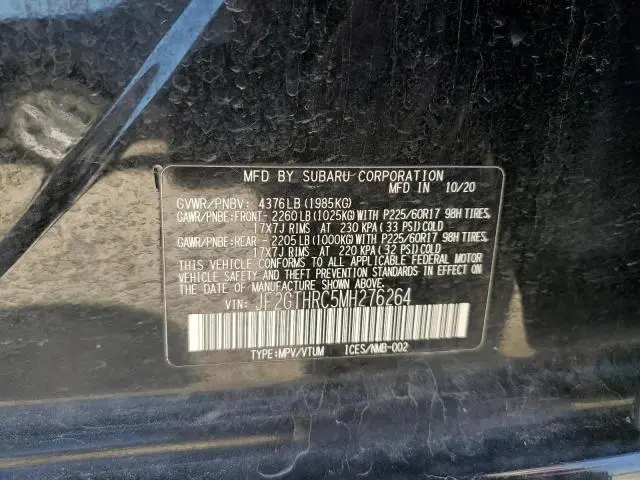 MFD BY SUBARU CORPORATION
MFD IN 10/20
GVWR/PNBV: 4376LB(1985KG)
GAWR/PNBE:FRONT- 2260LB(1025KG)WITH P225/60R17 98H TIRES,
17X7J RIMS AT 230 KPA(33 PSI)COLD
GAWR/PNBE:REAR - 2205LB(1000KG)WITH P225/60R17 98H TIRES,
17X7J RIMS AT 220 KPA(32 PSI)COLD
THIS VEHICLE CONFORMS TO ALL APPLICABLE FEDERAL MOTOR
VEHICLE SAFETY AND THEFT PREVENTION STANDARDS IN EFFECT ON
THE DATE OF MANUFACTURE SHOWN ABOVE.
VIN: JF2GTHRC5MH276264
TYPE:MPV/VTUM ICES/NMB-002